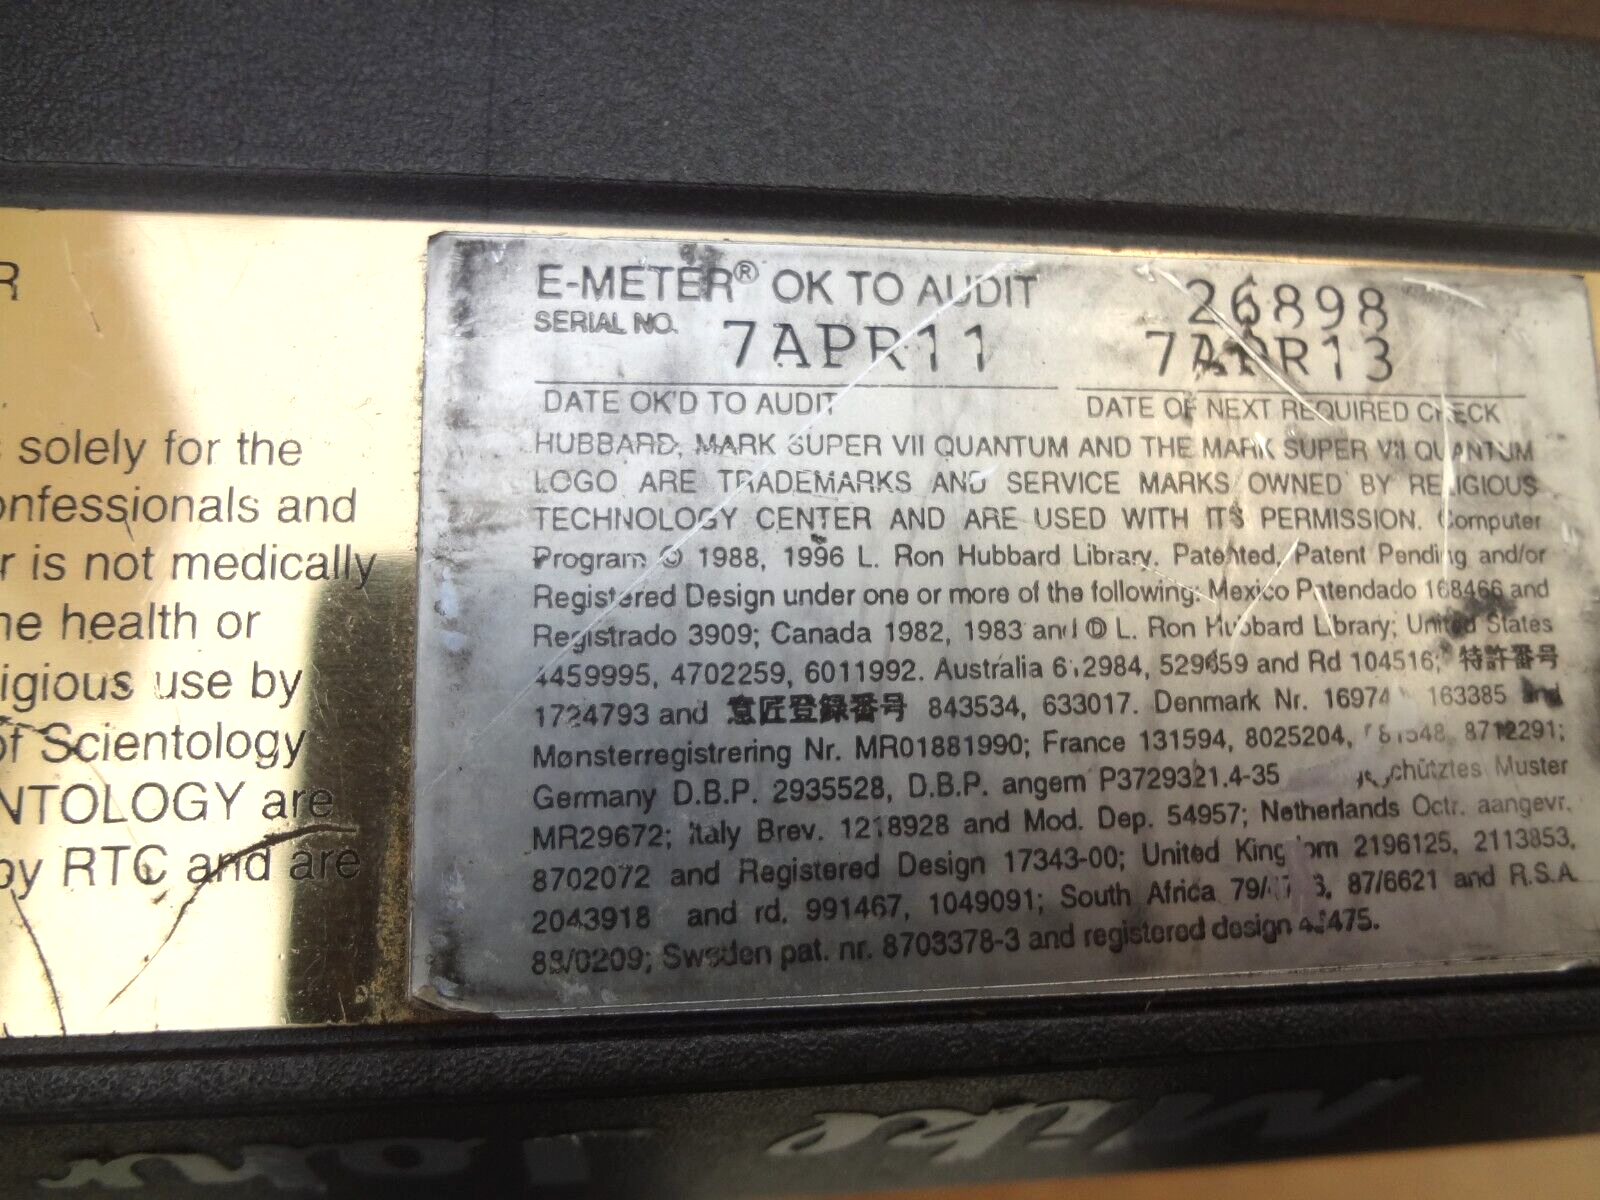 R
solely for the
onfessionals and
r is not medically
he health or
igious use by
of Scientology
NTOLOGY are
by RTC and are
E-METER® OK TO AUDIT 26898
SERIAL NO. 7APR11 7APR13
DATE OK'D TO AUDIT DATE OF NEXT REQUIRED CHECK
HUBBARD, MARK SUPER VII QUANTUM AND THE MARK SUPER VII QUANTUM
LOGO ARE TRADEMARKS AND SERVICE MARKS OWNED BY RELIGIOUS
TECHNOLOGY CENTER AND ARE USED WITH ITS PERMISSION. Computer
Program © 1988, 1996 L. Ron Hubbard Library. Patented, Patent Pending and/or
Registered Design under one or more of the following: Mexico Patendado 168466 and
Registrado 3909; Canada 1982, 1983 and © L. Ron Hubbard Library; United States
4459995, 4702259, 6011992. Australia 529659 and Rd 104516; 特許番号
1724793 and 意匠登録番号 843534, 633017. Denmark Nr. 16974 163385 and
Mønsterregistrering Nr. MR01881990; France 131594, 8025204, 8712291;
Germany D.B.P. 2935528, D.B.P. angem P3729321.4-35 Muster
MR29672; Italy Brev. 1218928 and Mod. Dep. 54957; Netherlands Octr. aangevr.
8702072 and Registered Design 17343-00; United Kingdom 2196125, 2113853,
2043918 and rd. 991467, 1049091; South Africa 87/6621 and R.S.A.
Sweden pat. nr. 8703378-3 and registered design